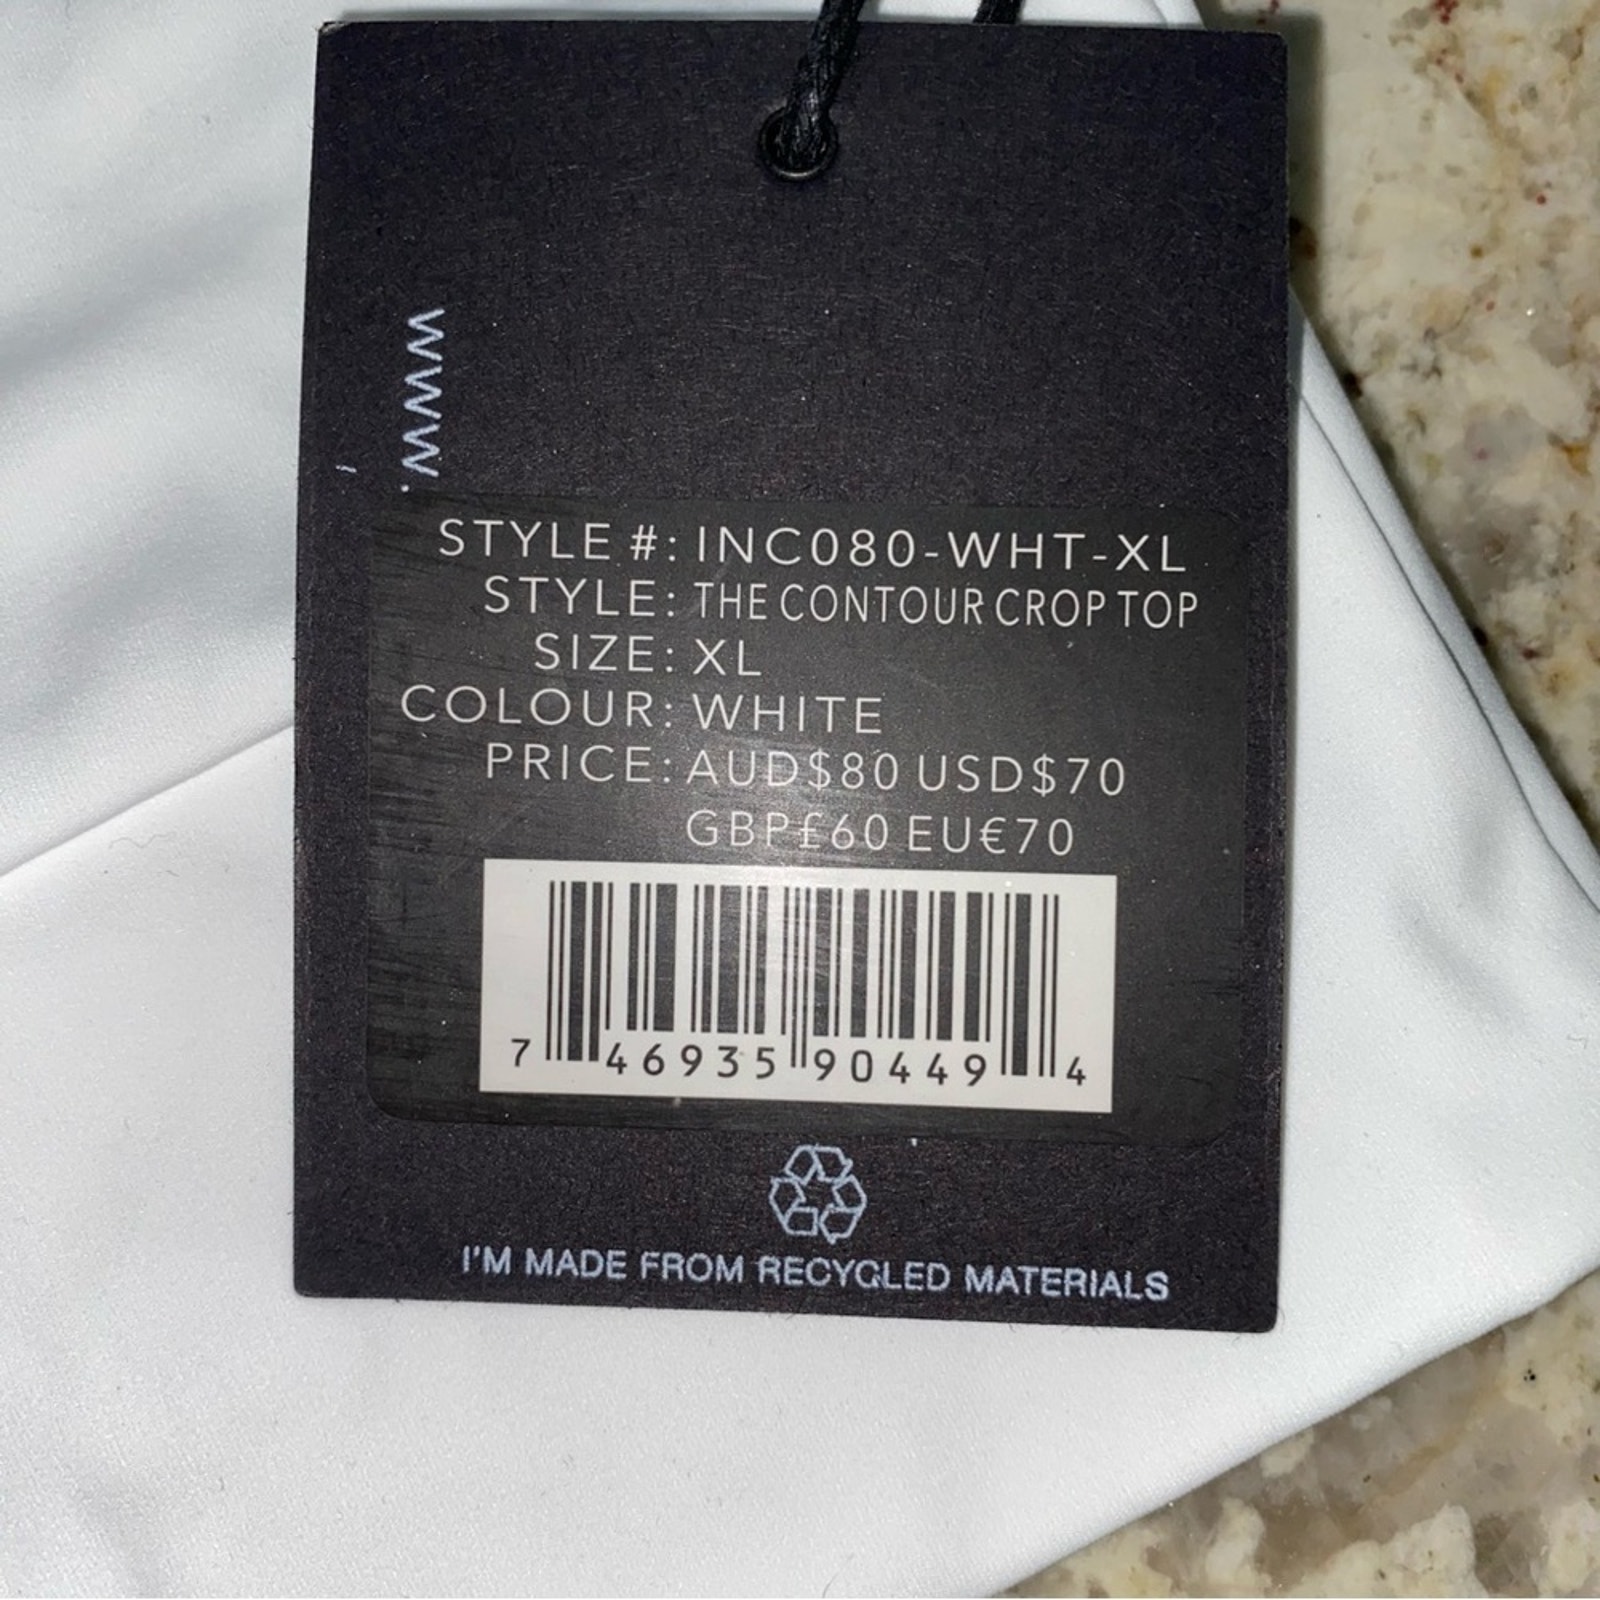 WWW.
STYLE #: INC080-WHT-XL
STYLE: THE CONTOUR CROP TOP
SIZE: XL
COLOUR: WHITE
PRICE: AUD$80 USD$70
GBP£60 EU€70
7 46935 90449 4
I'M MADE FROM RECYCLED MATERIALS